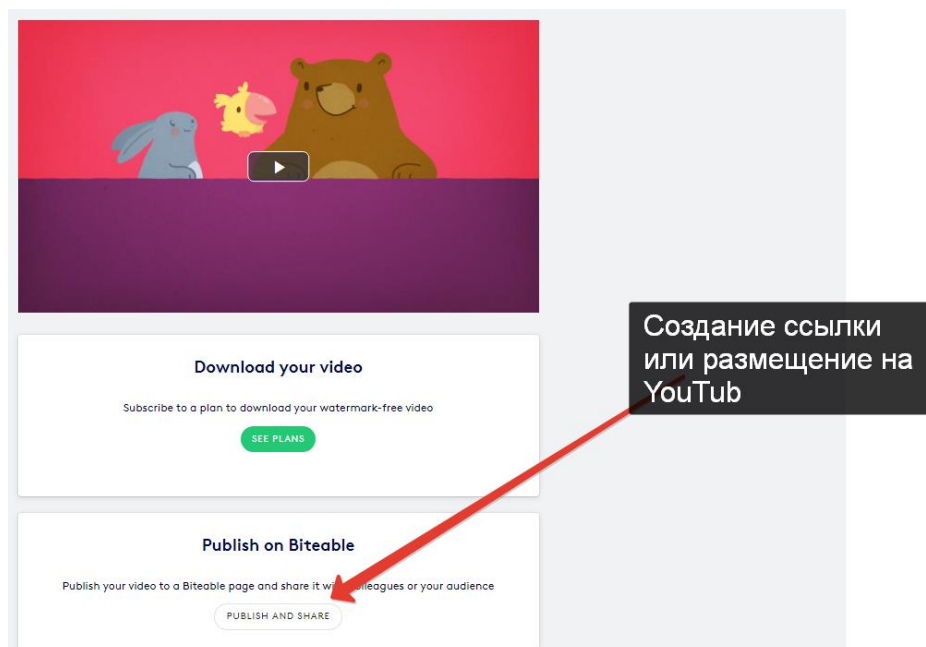 Download your video
Subscribe to a plan to download your watermark-free video
SEE PLANS
Создание ссылки
или размещение на
YouTub
Publish on Biteable
Publish your video to a Biteable page and share it with colleagues or your audience
PUBLISH AND SHARE